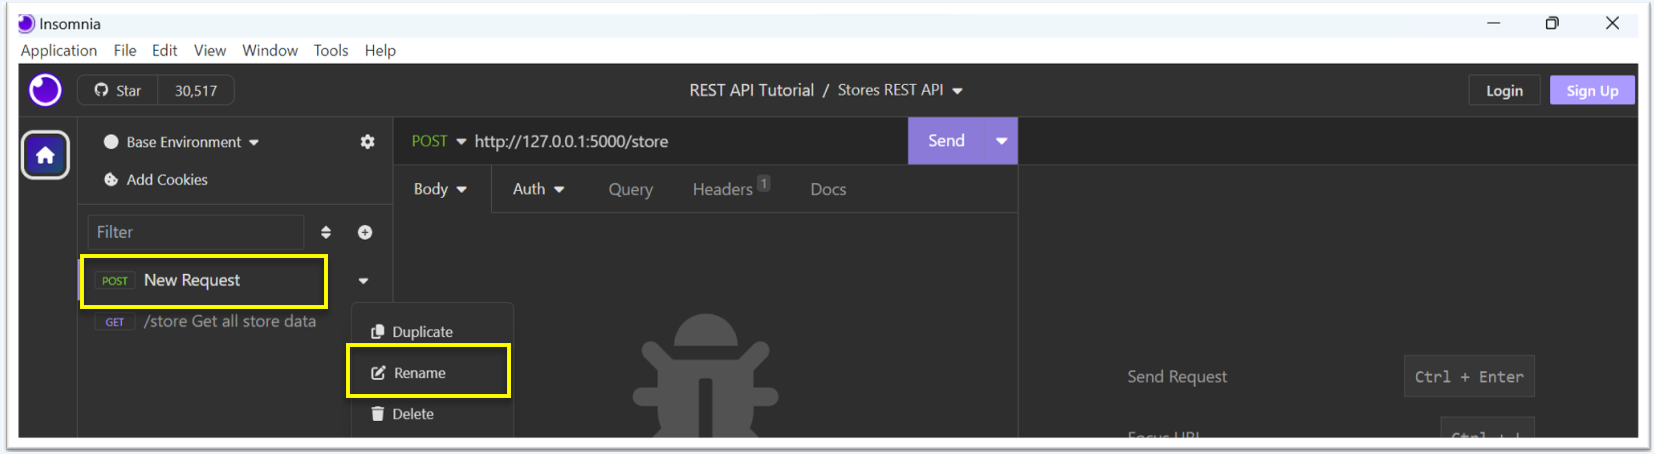 Insomnia
Application File Edit View Window Tools Help
Star 30,517
REST API Tutorial / Stores REST API
Login Sign Up
Base Environment
POST http://127.0.0.1:5000/store Send
Add Cookies
Body Auth Query Headers 1 Docs
Filter
POST New Request
GET /store Get all store data
Duplicate
Rename
Delete
Send Request Ctrl + Enter